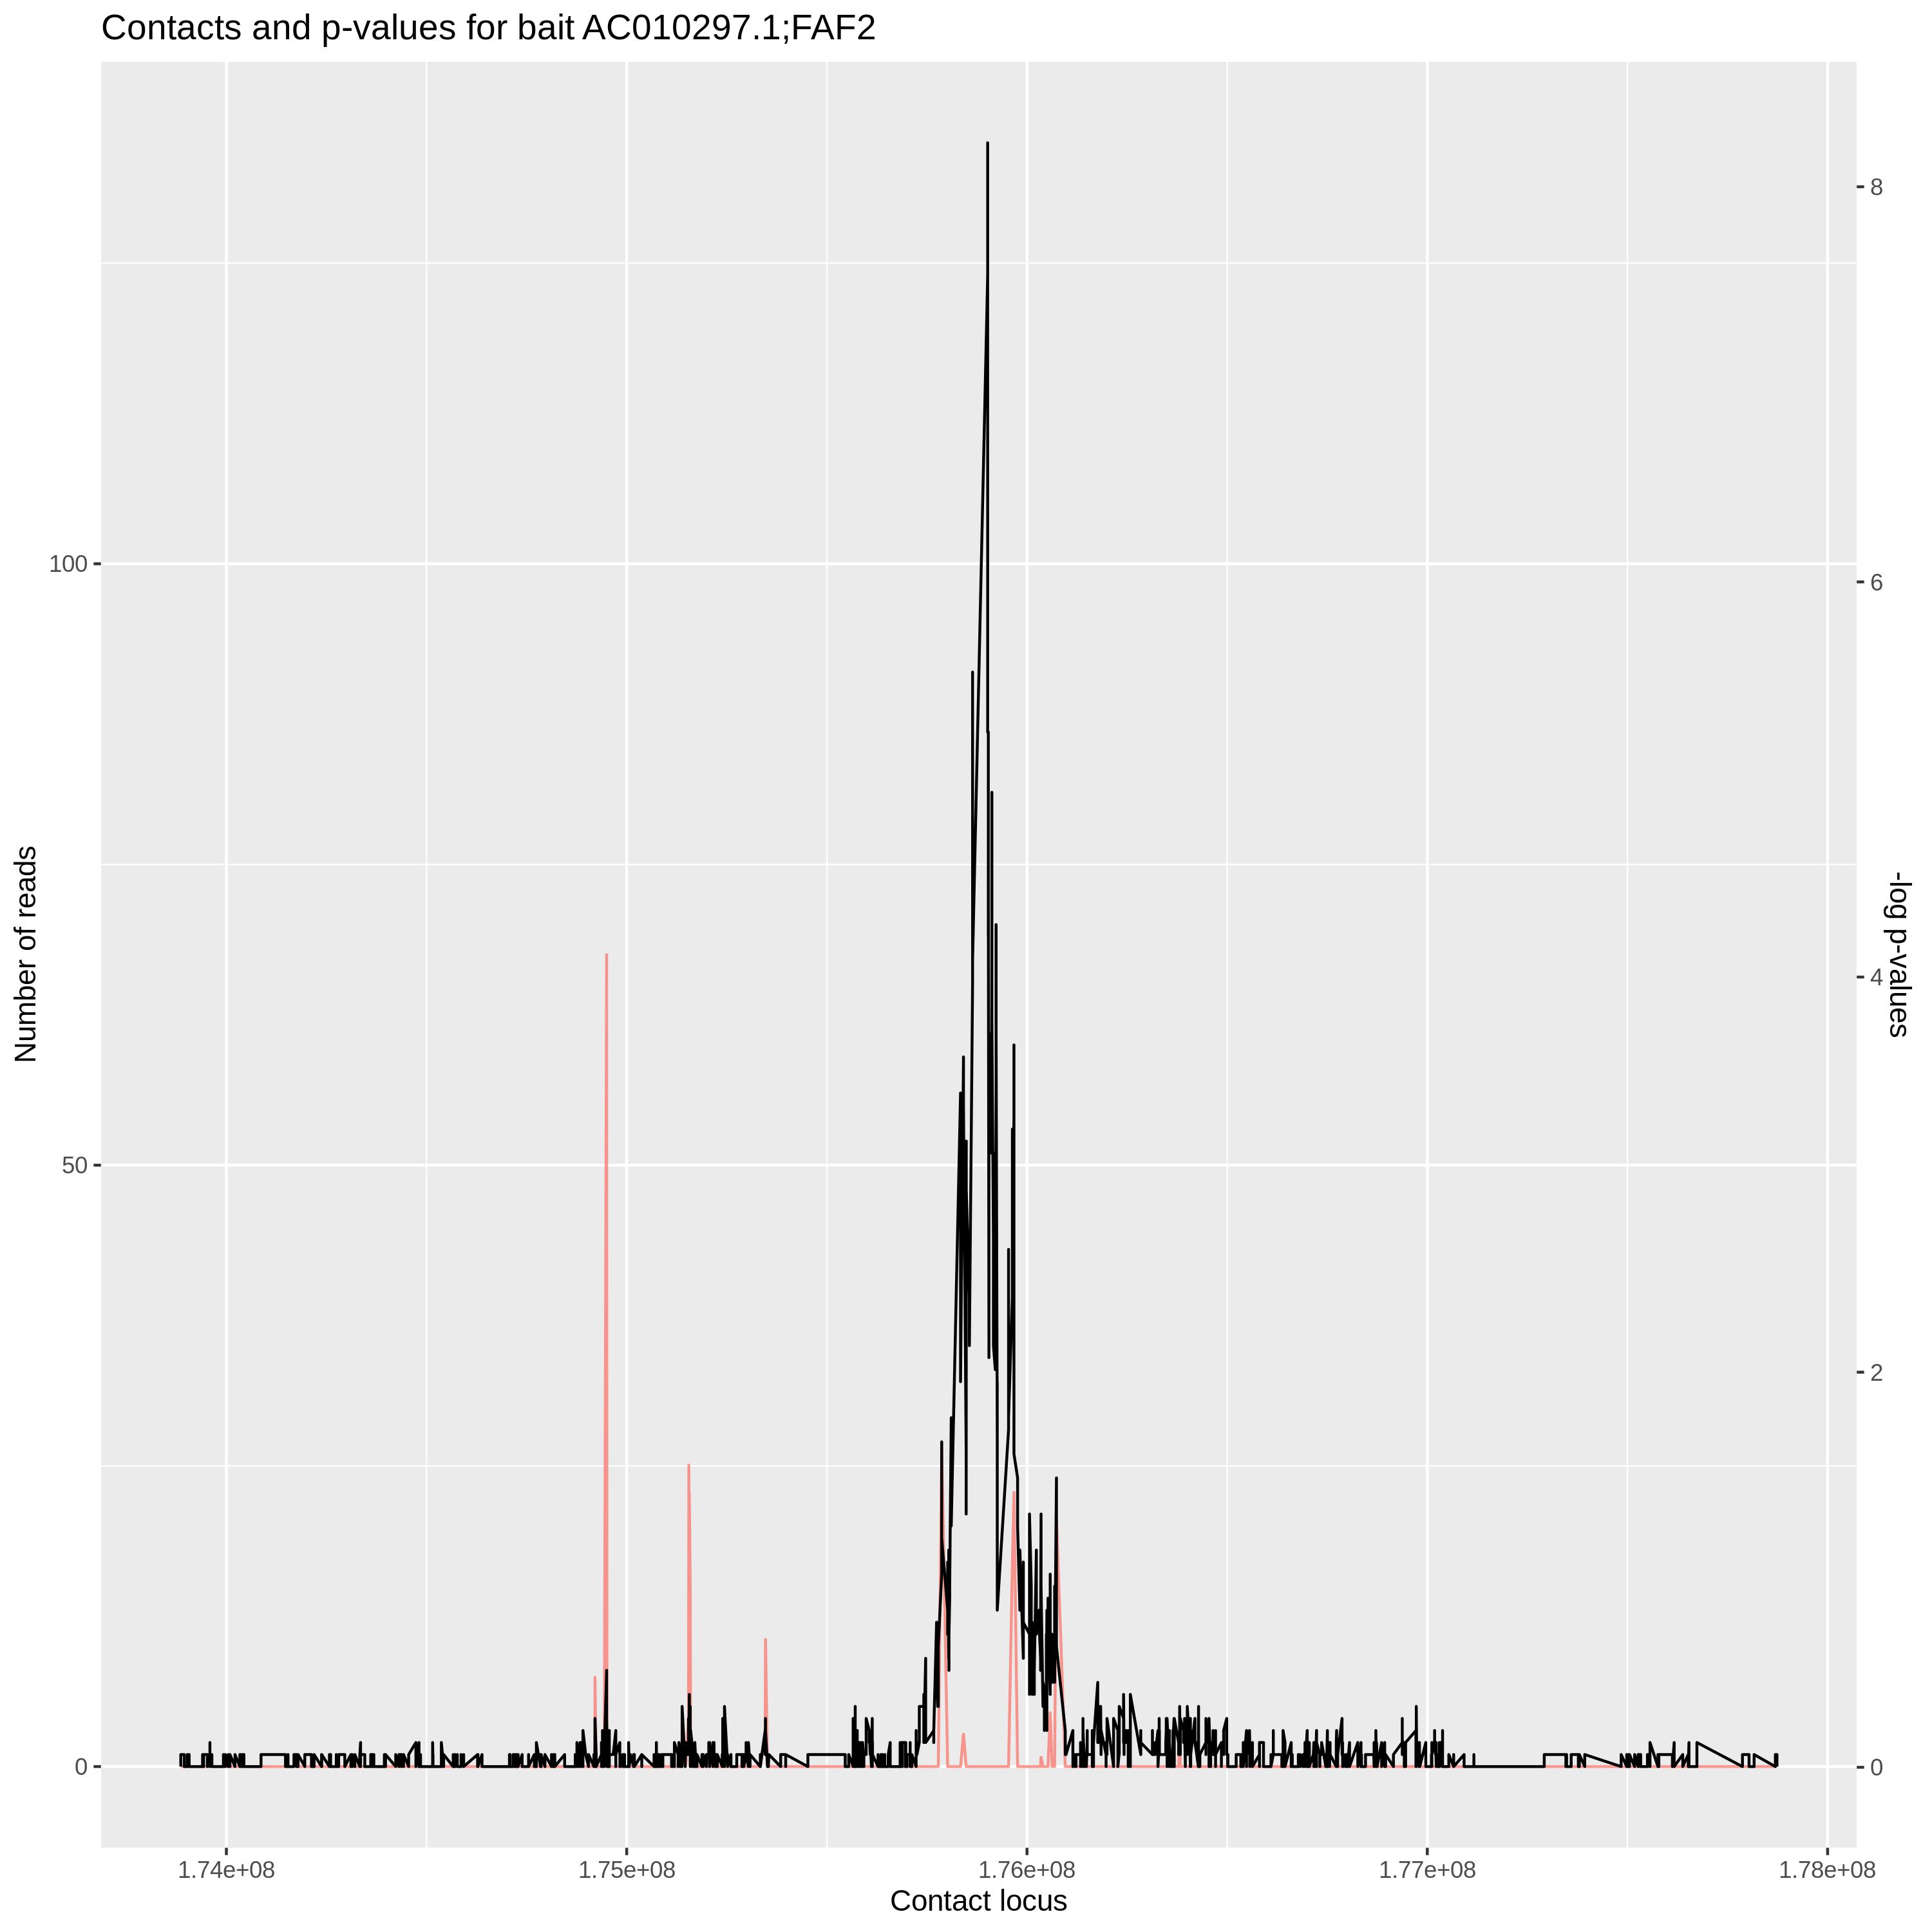 Contacts and p-values for bait AC010297.1;FAF2
Number of reads
100
50
0
8
6
4
2
0
-log p-values
1.74e+08
1.75e+08
1.76e+08
1.77e+08
1.78e+08
Contact locus